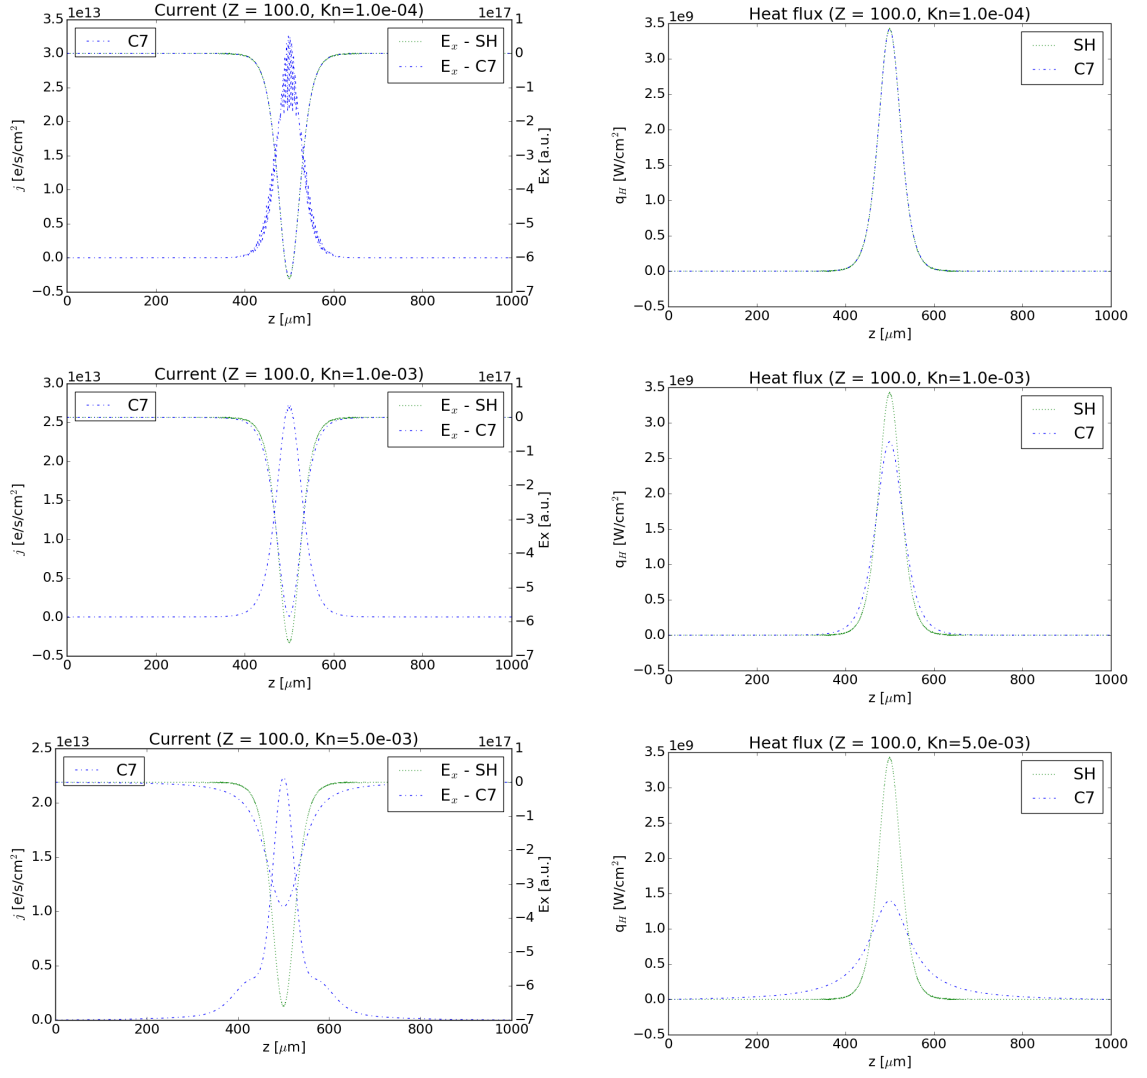 Current (Z = 100.0, Kn=1.0e-04)
1e13
1e17
C7
Eₓ - SH
Eₓ - C7
3.5
3.0
2.5
2.0
1.5
1.0
0.5
0.0
−0.5
j [e/s/cm²]
1
0
−1
−2
−3
−4
−5
−6
−7
Ex [a.u.]
0 200 400 600 800 1000
z [μm]
Heat flux (Z = 100.0, Kn=1.0e-04)
1e9
SH
C7
3.5
3.0
2.5
2.0
1.5
1.0
0.5
0.0
−0.5
q_H [W/cm²]
0 200 400 600 800 1000
z [μm]
Current (Z = 100.0, Kn=1.0e-03)
1e13
1e17
C7
Eₓ - SH
Eₓ - C7
3.0
2.5
2.0
1.5
1.0
0.5
0.0
−0.5
j [e/s/cm²]
1
0
−1
−2
−3
−4
−5
−6
−7
Ex [a.u.]
0 200 400 600 800 1000
z [μm]
Heat flux (Z = 100.0, Kn=1.0e-03)
1e9
SH
C7
3.5
3.0
2.5
2.0
1.5
1.0
0.5
0.0
−0.5
q_H [W/cm²]
0 200 400 600 800 1000
z [μm]
Current (Z = 100.0, Kn=5.0e-03)
1e13
1e17
C7
Eₓ - SH
Eₓ - C7
2.5
2.0
1.5
1.0
0.5
0.0
j [e/s/cm²]
1
0
−1
−2
−3
−4
−5
−6
−7
Ex [a.u.]
0 200 400 600 800 1000
z [μm]
Heat flux (Z = 100.0, Kn=5.0e-03)
1e9
SH
C7
3.5
3.0
2.5
2.0
1.5
1.0
0.5
0.0
−0.5
q_H [W/cm²]
0 200 400 600 800 1000
z [μm]